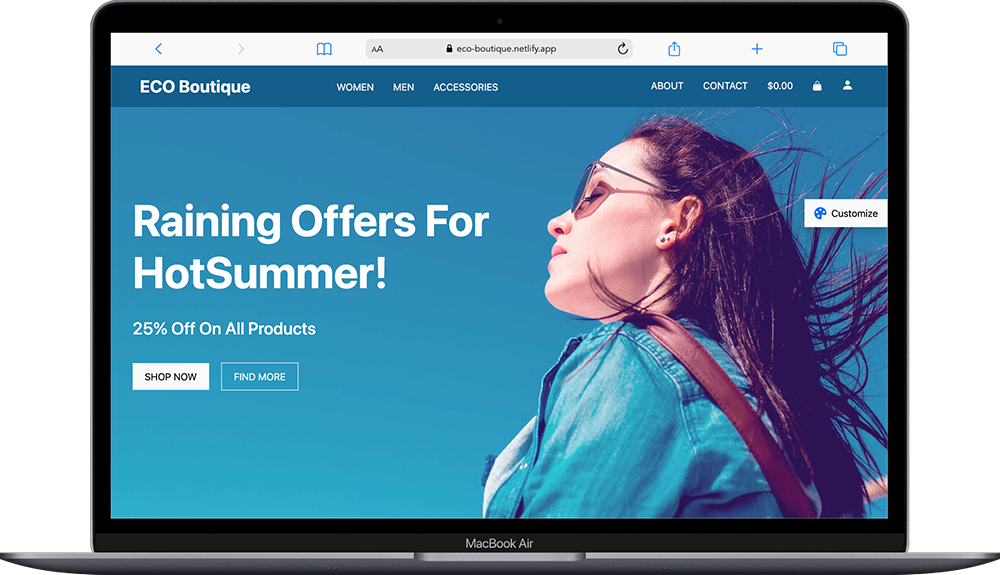 AA eco-boutique.netlify.app
ECO Boutique WOMEN MEN ACCESSORIES ABOUT CONTACT $0.00
Customize
Raining Offers For
HotSummer!
25% Off On All Products
SHOP NOW FIND MORE
MacBook Air